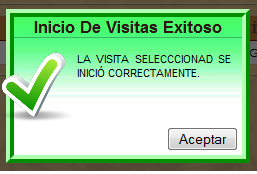 Inicio De Visitas Exitoso
LA VISITA SELECCCIONAD SE
INICIÓ CORRECTAMENTE.
Aceptar